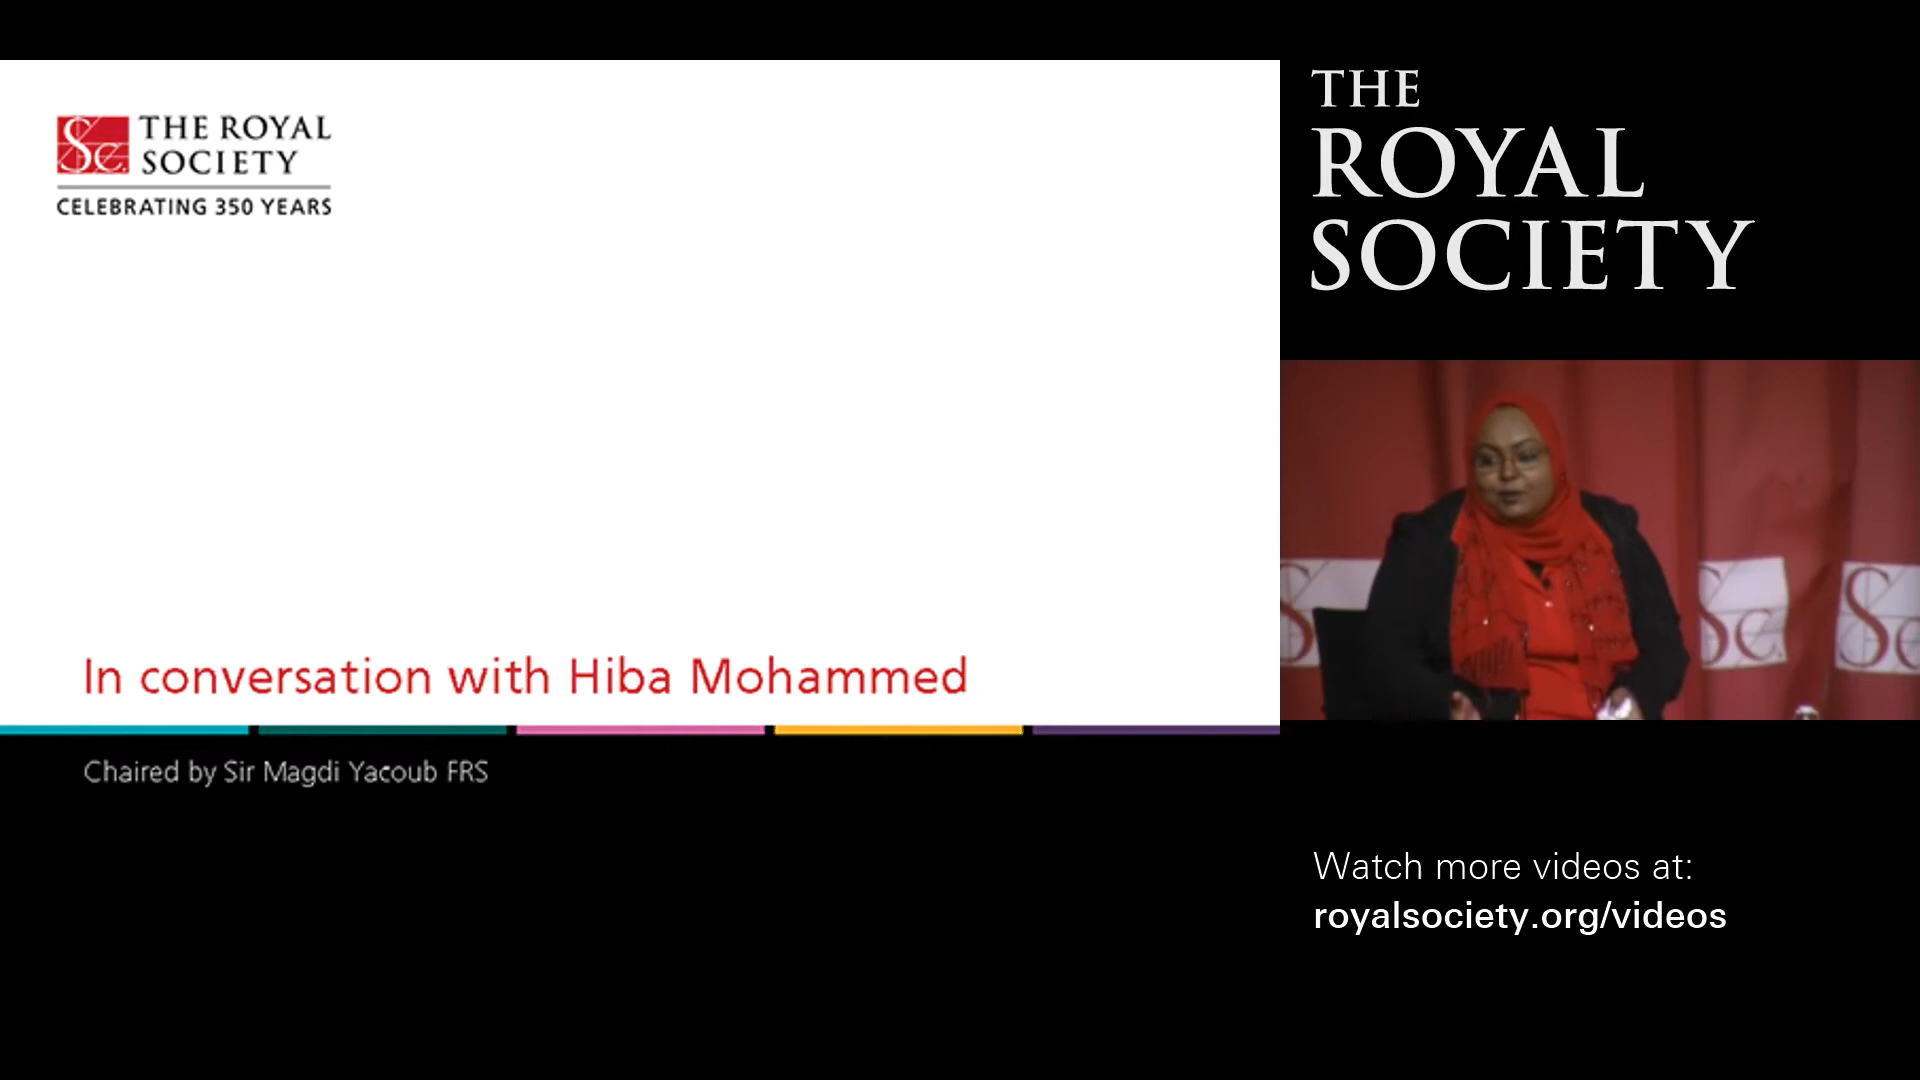 THE ROYAL
SOCIETY
CELEBRATING 350 YEARS
In conversation with Hiba Mohammed
Chaired by Sir Magdi Yacoub FRS
THE
ROYAL
SOCIETY
Watch more videos at:
royalsociety.org/videos